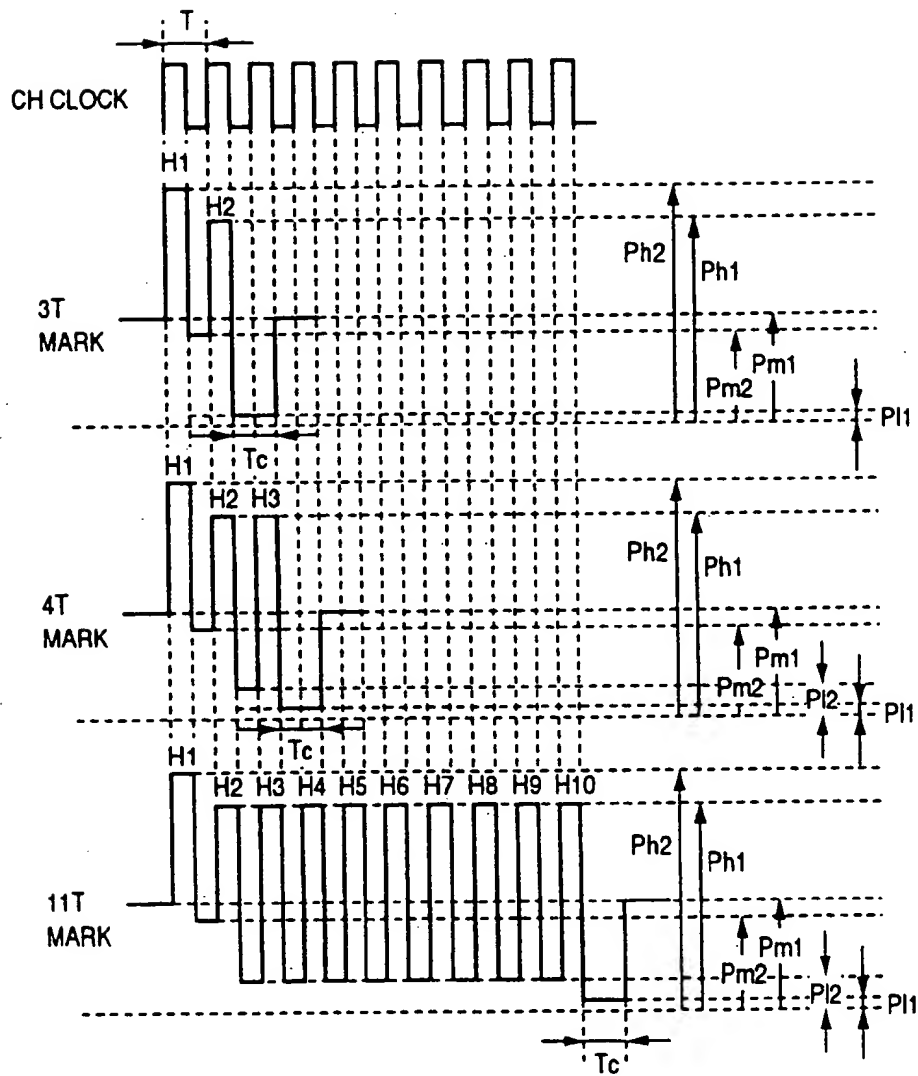 T
CH CLOCK
H1
H2
Ph2
Ph1
3T
MARK
Pm1
Pm2
Pl1
Tc
H1
H2 H3
Ph2
Ph1
4T
MARK
Pm1
Pm2
Pl2
Pl1
Tc
H1
H2 H3 H4 H5 H6 H7 H8 H9 H10
Ph2
Ph1
11T
MARK
Pm1
Pm2
Pl2
Pl1
Tc